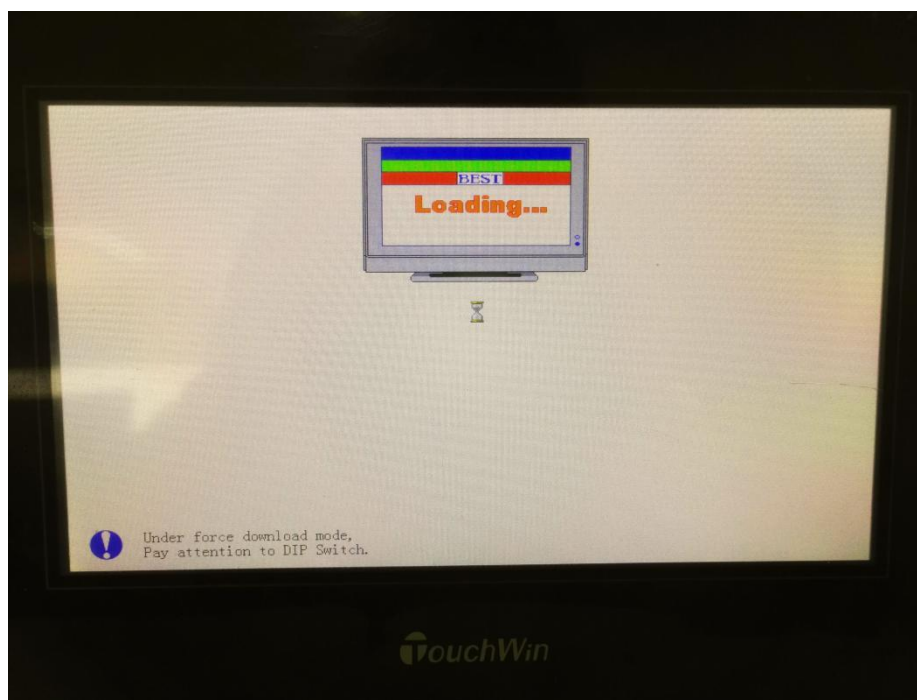 BEST
Loading...
Under force download mode,
Pay attention to DIP Switch.
TouchWin